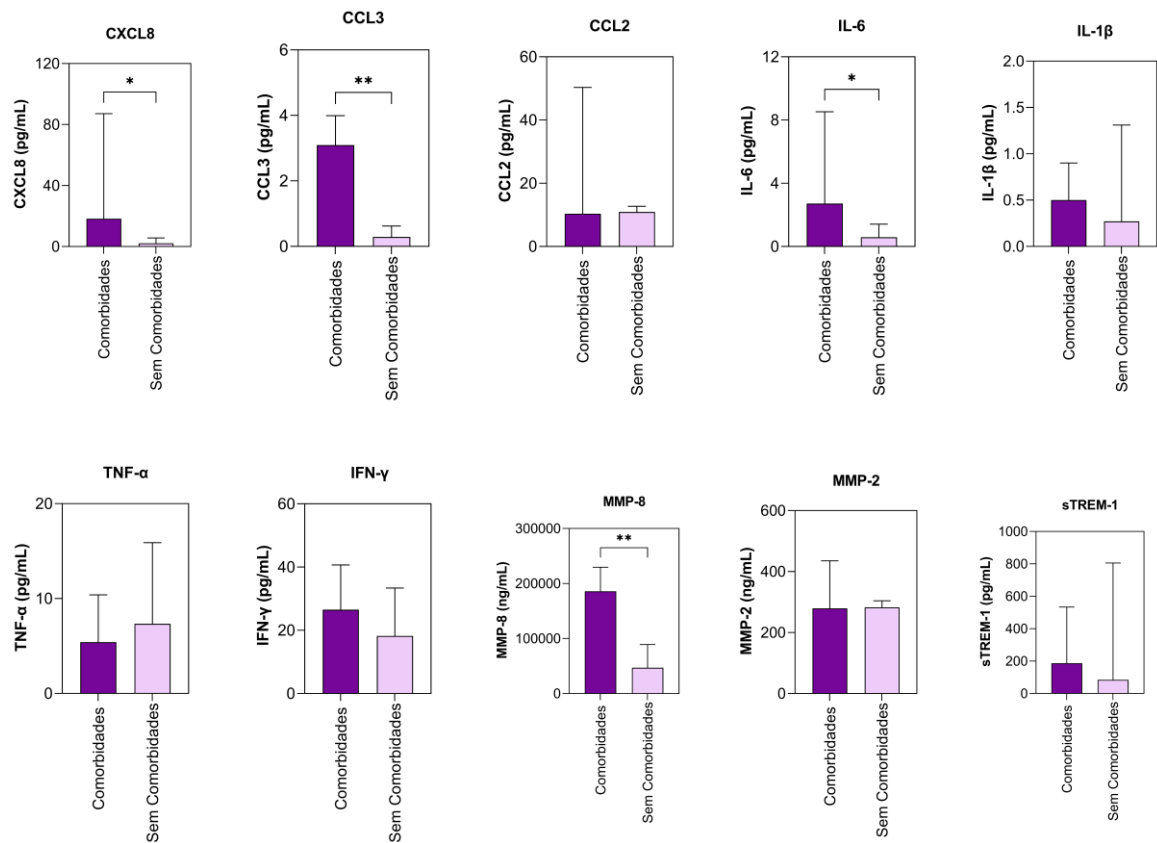 CXCL8
CXCL8 (pg/mL)
120
80
40
0
*
Comorbidades
Sem Comorbidades
CCL3
CCL3 (pg/mL)
6
4
2
0
**
Comorbidades
Sem Comorbidades
CCL2
CCL2 (pg/mL)
60
40
20
0
Comorbidades
Sem Comorbidades
IL-6
IL-6 (pg/mL)
12
9
6
3
0
*
Comorbidades
Sem Comorbidades
IL-1β
IL-1β (pg/mL)
2.0
1.5
1.0
0.5
0.0
Comorbidades
Sem Comorbidades
TNF-α
TNF-α (pg/mL)
20
10
0
Comorbidades
Sem Comorbidades
IFN-γ
IFN-γ (pg/mL)
60
40
20
0
Comorbidades
Sem Comorbidades
MMP-8
MMP-8 (ng/mL)
300000
200000
100000
0
**
Comorbidades
Sem Comorbidades
MMP-2
MMP-2 (ng/mL)
600
400
200
0
Comorbidades
Sem Comorbidades
sTREM-1
sTREM-1 (pg/mL)
1000
800
600
400
200
0
Comorbidades
Sem Comorbidades